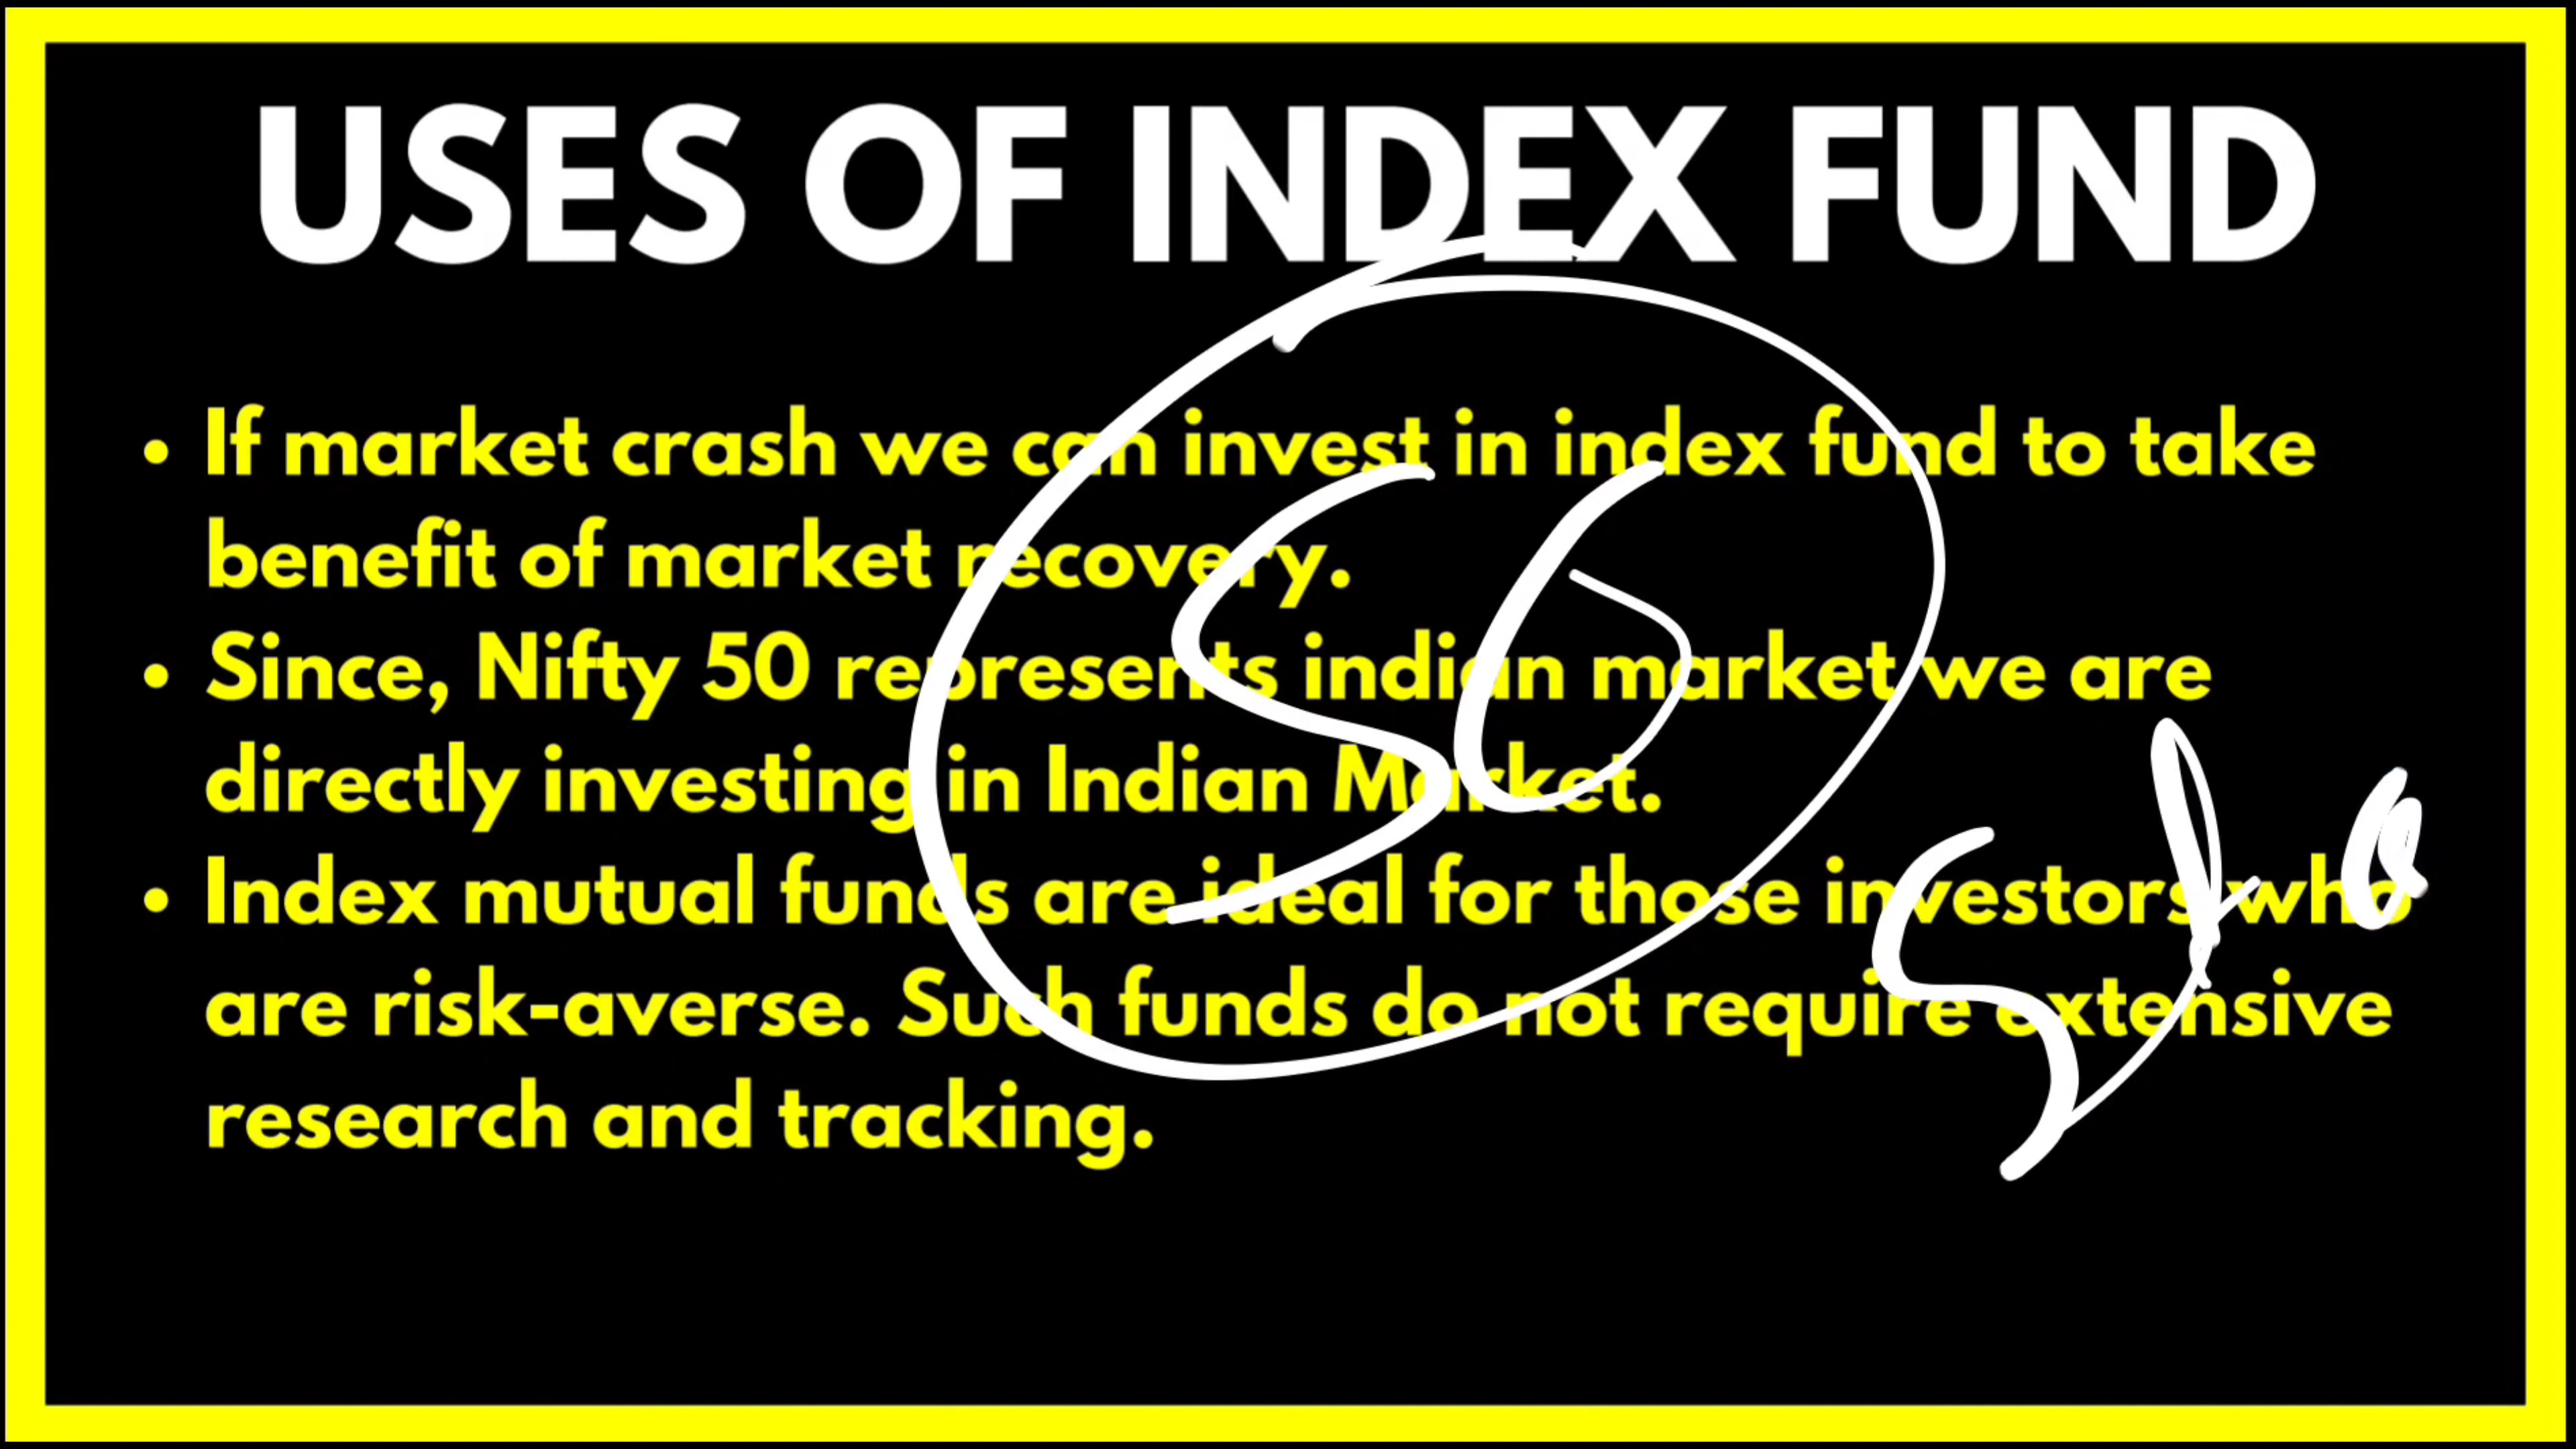 USES OF INDEX FUND
• If market crash we can invest in index fund to take
benefit of market recovery.
• Since, Nifty 50 represents indian market we are
directly investing in Indian Market.
• Index mutual funds are ideal for those investors who
are risk-averse. Such funds do not require extensive
research and tracking.
50